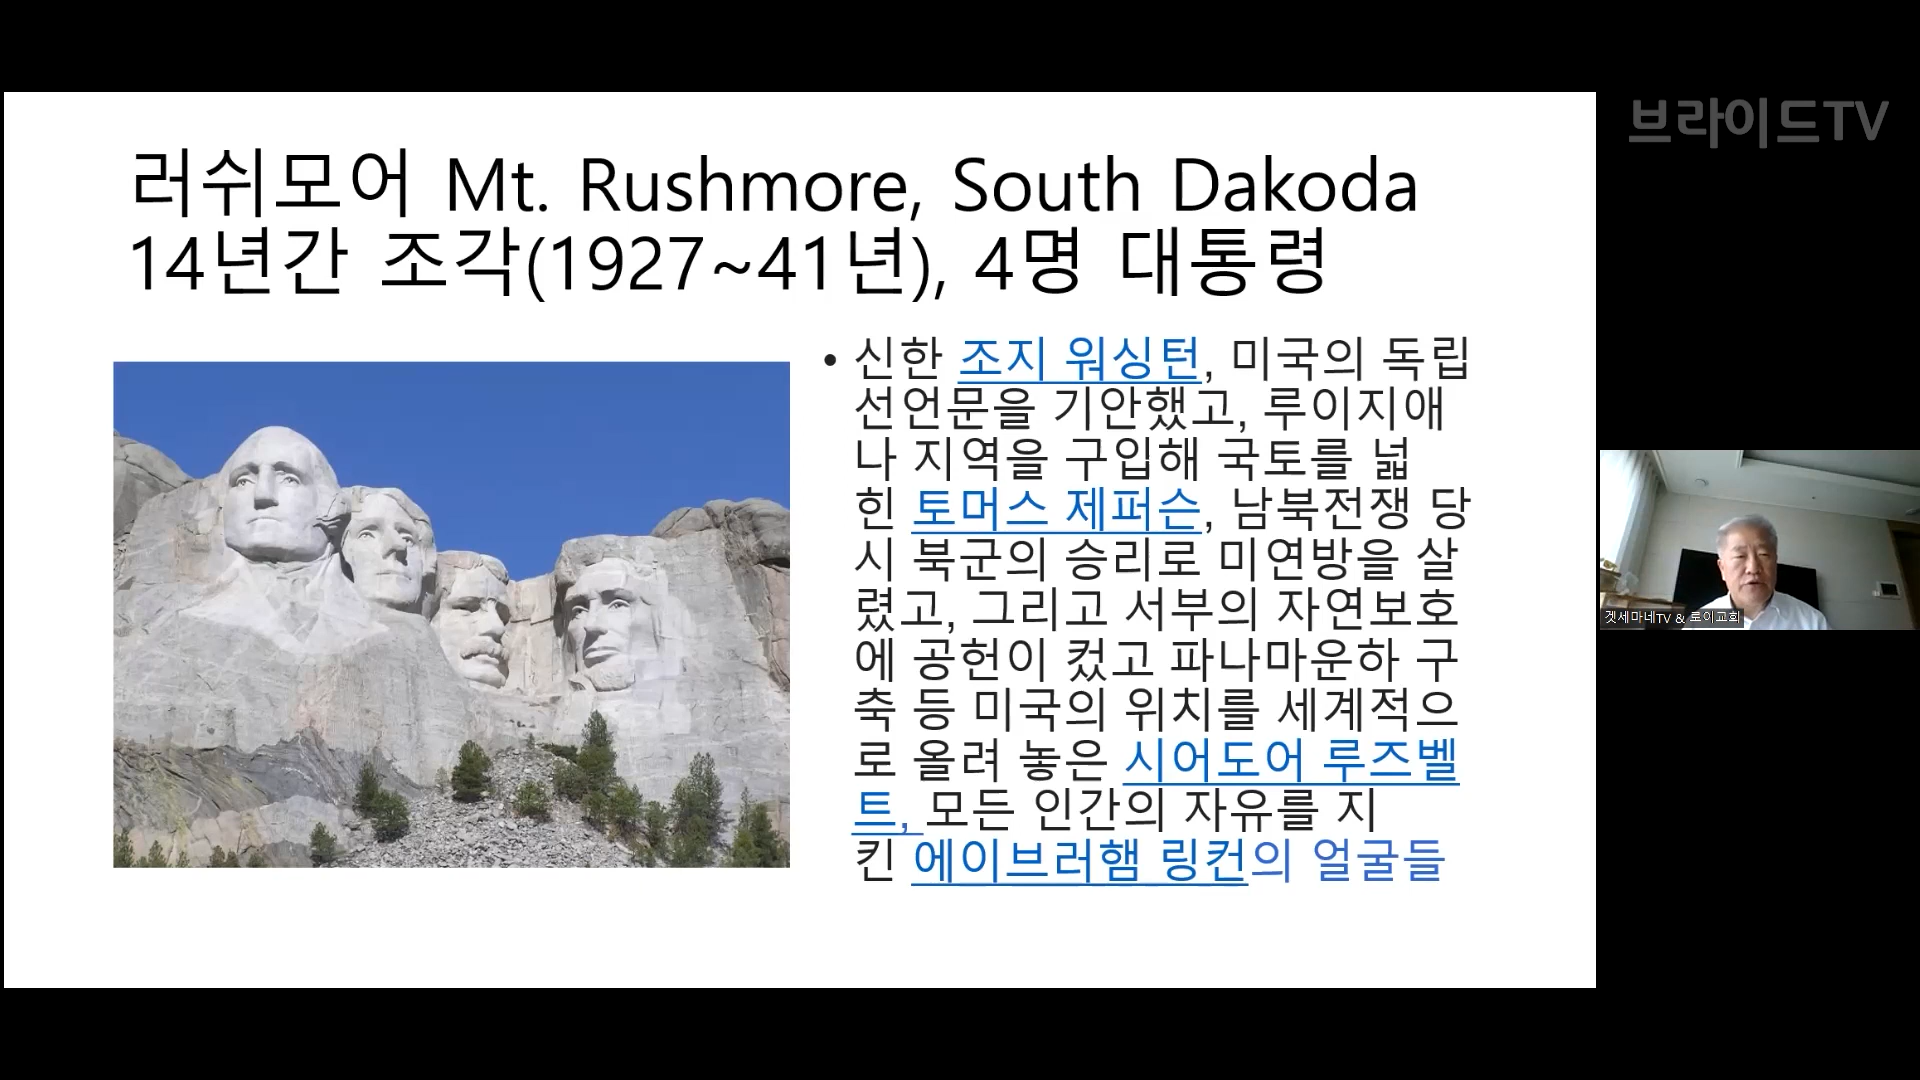 브라이드TV
러쉬모어 Mt. Rushmore, South Dakoda
14년간 조각(1927~41년), 4명 대통령
• 신한 조지 워싱턴, 미국의 독립
선언문을 기안했고, 루이지애
나 지역을 구입해 국토를 넓
힌 토머스 제퍼슨, 남북전쟁 당
시 북군의 승리로 미연방을 살
렸고, 그리고 서부의 자연보호
에 공헌이 컸고 파나마운하 구
축 등 미국의 위치를 세계적으
로 올려 놓은 시어도어 루즈벨
트, 모든 인간의 자유를 지
킨 에이브러햄 링컨의 얼굴들
겟세마네TV & 로이교회